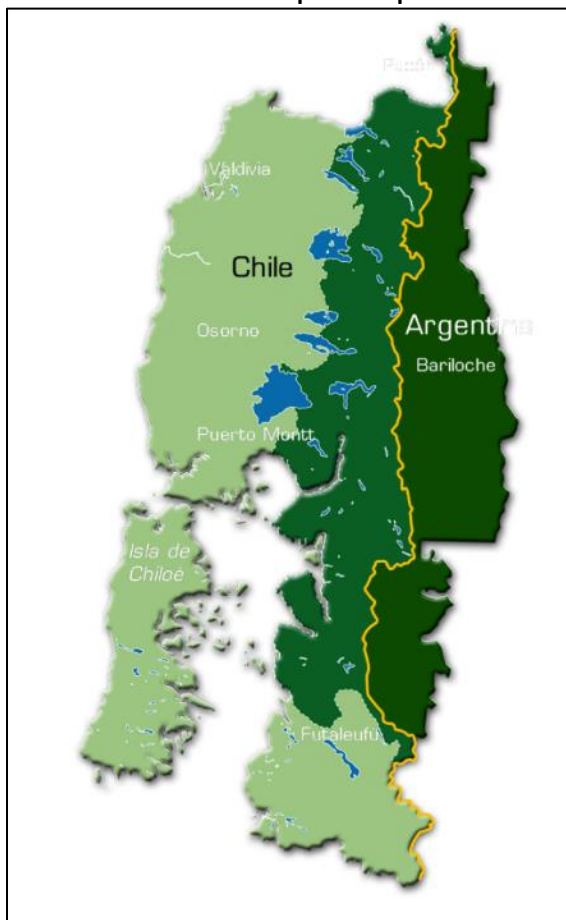 Valdivia
Chile
Osorno
Argentina
Bariloche
Puerto Montt
Isla de
Chiloé
Futaleufú